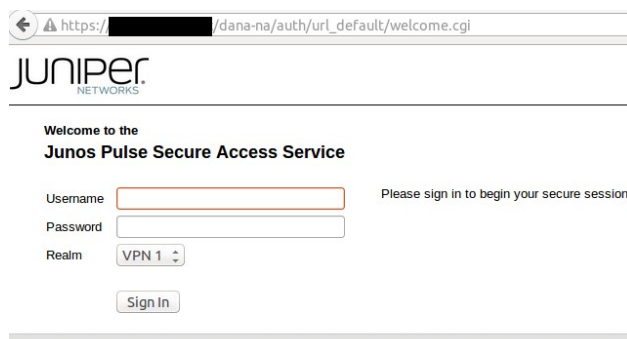 https:// /dana-na/auth/url_default/welcome.cgi
JUNIPEr.
NETWORKS
Welcome to the
Junos Pulse Secure Access Service
Username
Please sign in to begin your secure session
Password
Realm VPN 1
Sign In